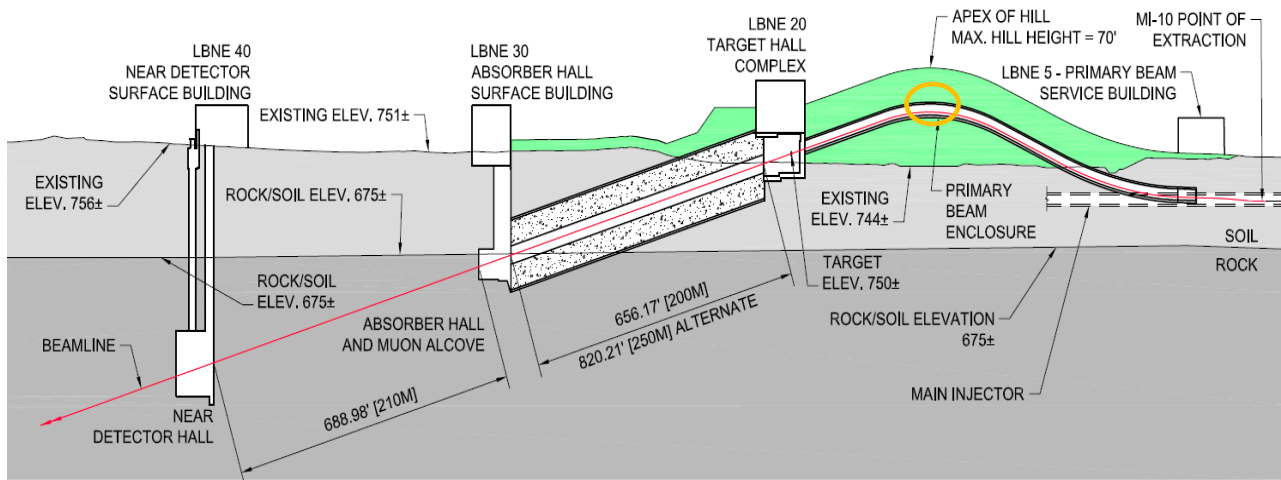 LBNE 40
NEAR DETECTOR
SURFACE BUILDING
LBNE 30
ABSORBER HALL
SURFACE BUILDING
LBNE 20
TARGET HALL
COMPLEX
APEX OF HILL
MAX. HILL HEIGHT = 70'
MI-10 POINT OF
EXTRACTION
LBNE 5 - PRIMARY BEAM
SERVICE BUILDING
EXISTING ELEV. 751±
EXISTING
ELEV. 756±
ROCK/SOIL ELEV. 675±
EXISTING
ELEV. 744±
PRIMARY
BEAM
ENCLOSURE
SOIL
ROCK
ROCK/SOIL
ELEV. 675±
TARGET
ELEV. 750±
656.17' [200M]
820.21' [250M] ALTERNATE
ROCK/SOIL ELEVATION
675±
ABSORBER HALL
AND MUON ALCOVE
BEAMLINE
MAIN INJECTOR
688.98' [210M]
NEAR
DETECTOR HALL